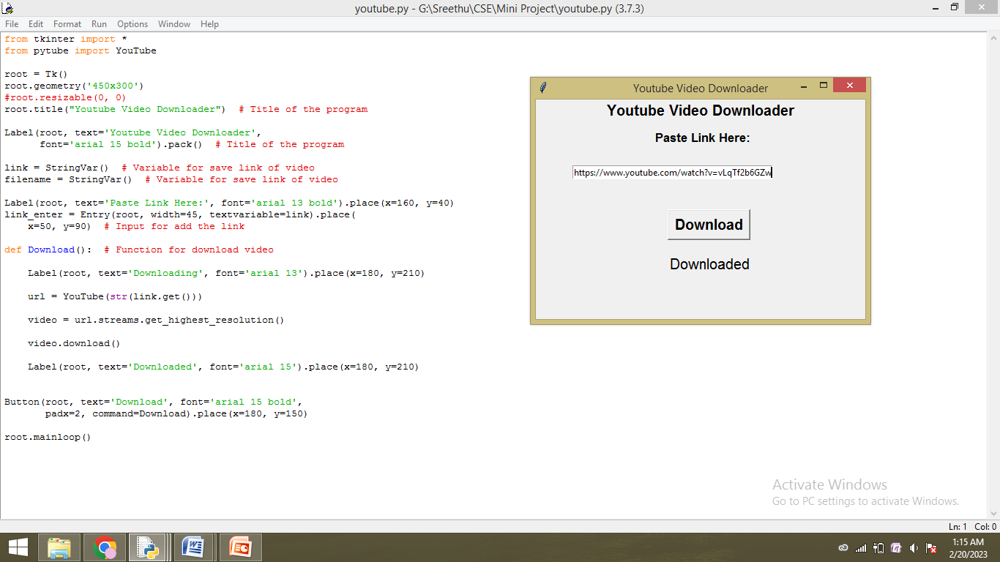 youtube.py - G:\Sreethu\CSE\Mini Project\youtube.py (3.7.3)
File Edit Format Run Options Window Help
from tkinter import *
from pytube import YouTube
root = Tk()
root.geometry('450x300')
#root.resizable(0, 0)
root.title("Youtube Video Downloader")  # Title of the program
Label(root, text='Youtube Video Downloader',
      font='arial 15 bold').pack()  # Title of the program
link = StringVar()  # Variable for save link of video
filename = StringVar()  # Variable for save link of video
Label(root, text='Paste Link Here:', font='arial 13 bold').place(x=160, y=40)
link_enter = Entry(root, width=45, textvariable=link).place(
    x=50, y=90)  # Input for add the link
def Download():  # Function for download video
    Label(root, text='Downloading', font='arial 13').place(x=180, y=210)
    url = YouTube(str(link.get()))
    video = url.streams.get_highest_resolution()
    video.download()
    Label(root, text='Downloaded', font='arial 15').place(x=180, y=210)
Button(root, text='Download', font='arial 15 bold',
       padx=2, command=Download).place(x=180, y=150)
root.mainloop()
Youtube Video Downloader
Youtube Video Downloader
Paste Link Here:
https://www.youtube.com/watch?v=vLqTf2b6GZw
Download
Downloaded
Activate Windows
Go to PC settings to activate Windows.
Ln: 1 Col: 0
1:15 AM
2/20/2023